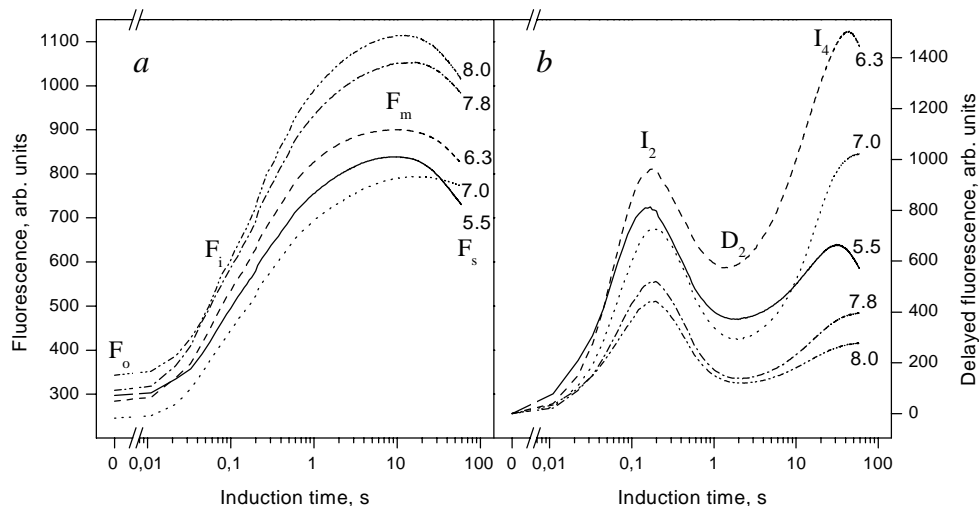 a
b
1100
1000
900
800
700
600
500
400
300
Fluorescence, arb. units
F_o
F_i
F_m
F_s
8.0
7.8
6.3
7.0
5.5
0 0,01 0,1 1 10
Induction time, s
I_2
D_2
I_4
6.3
7.0
5.5
7.8
8.0
1400
1200
1000
800
600
400
200
0
Delayed fluorescence, arb. units
0 0,01 0,1 1 10 100
Induction time, s